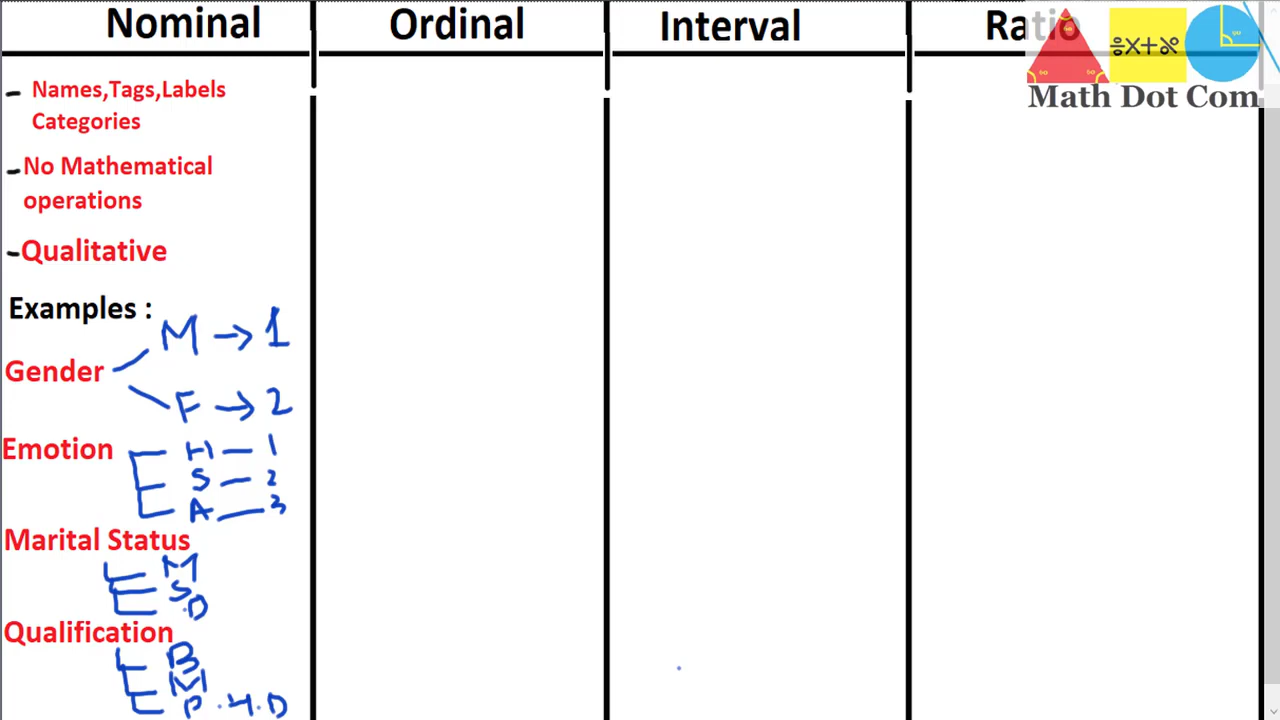 Nominal Ordinal Interval Ratio
÷x+%
Math Dot Com
- Names,Tags,Labels
Categories
- No Mathematical
operations
- Qualitative
Examples :
M → 1
Gender
F → 2
Emotion H — 1
S — 2
A — 3
Marital Status
M
S
D
Qualification
B
M
P.H.D